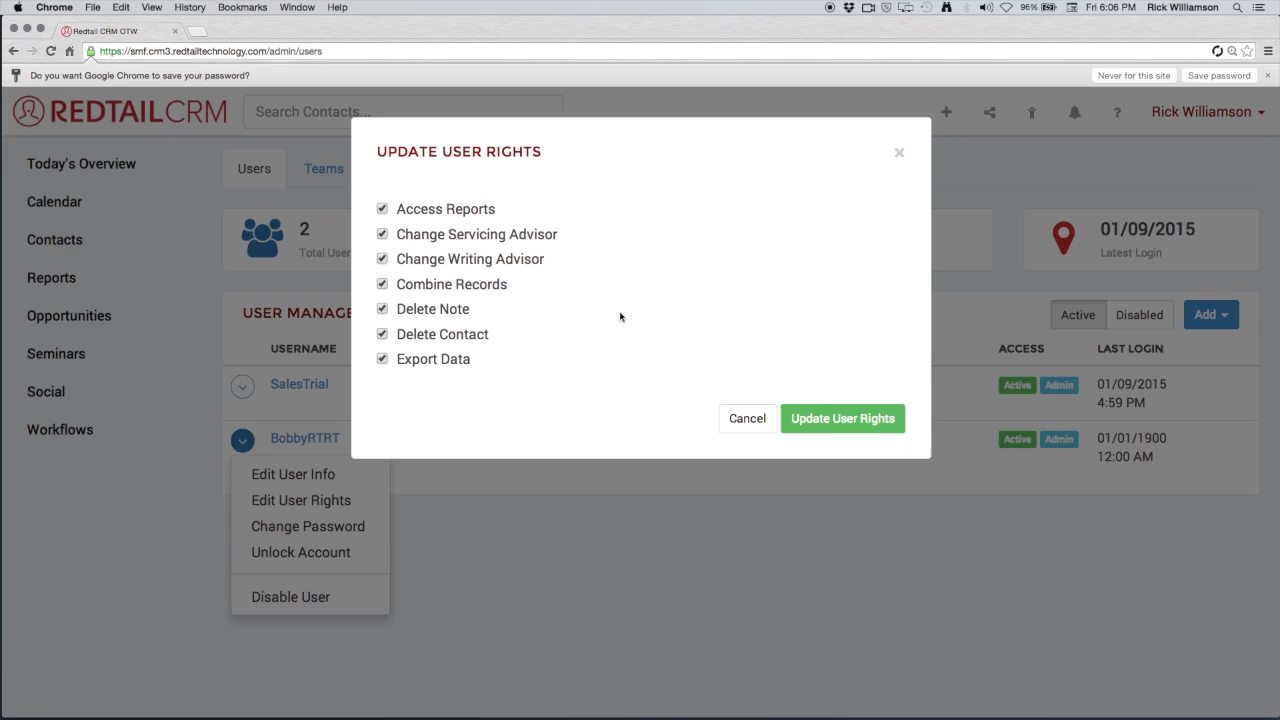 Chrome File Edit View History Bookmarks Window Help 96% Fri 6:06 PM Rick Williamson
Redtail CRM OTW
https://smf.crm3.redtailtechnology.com/admin/users
Do you want Google Chrome to save your password? Never for this site Save password
REDTAILCRM Search Contacts... ? Rick Williamson
Today's Overview
Calendar
Contacts
Reports
Opportunities
Seminars
Social
Workflows
Users Teams
2
Total User
01/09/2015
Latest Login
USER MANAGE
Active Disabled Add
USERNAME ACCESS LAST LOGIN
SalesTrial Active Admin 01/09/2015
4:59 PM
BobbyRTRT Active Admin 01/01/1900
12:00 AM
Edit User Info
Edit User Rights
Change Password
Unlock Account
Disable User
UPDATE USER RIGHTS
Access Reports
Change Servicing Advisor
Change Writing Advisor
Combine Records
Delete Note
Delete Contact
Export Data
Cancel Update User Rights